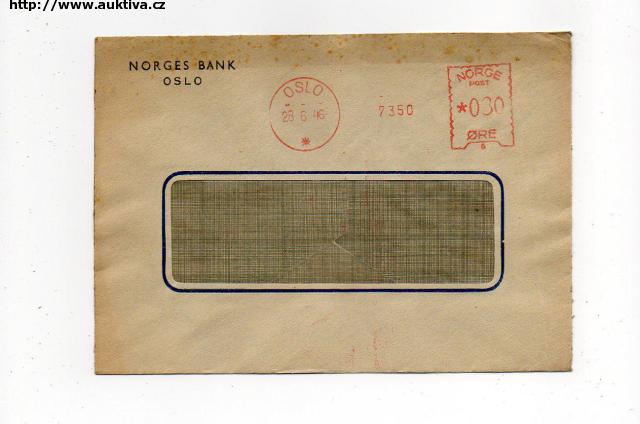 http://www.auktiva.cz
NORGES BANK
OSLO
OSLO
28 6 46
7350
NORGE
POST
*030
ØRE
6